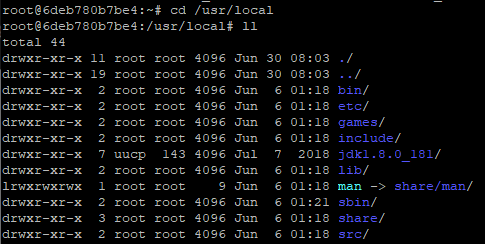 root@6deb780b7be4:~# cd /usr/local
root@6deb780b7be4:/usr/local# ll
total 44
drwxr-xr-x 11 root root 4096 Jun 30 08:03 ./
drwxr-xr-x 19 root root 4096 Jun 30 08:03 ../
drwxr-xr-x  2 root root 4096 Jun  6 01:18 bin/
drwxr-xr-x  2 root root 4096 Jun  6 01:18 etc/
drwxr-xr-x  2 root root 4096 Jun  6 01:18 games/
drwxr-xr-x  2 root root 4096 Jun  6 01:18 include/
drwxr-xr-x  7 uucp  143 4096 Jul  7  2018 jdk1.8.0_181/
drwxr-xr-x  2 root root 4096 Jun  6 01:18 lib/
lrwxrwxrwx  1 root root    9 Jun  6 01:18 man -> share/man/
drwxr-xr-x  2 root root 4096 Jun  6 01:21 sbin/
drwxr-xr-x  3 root root 4096 Jun  6 01:18 share/
drwxr-xr-x  2 root root 4096 Jun  6 01:18 src/